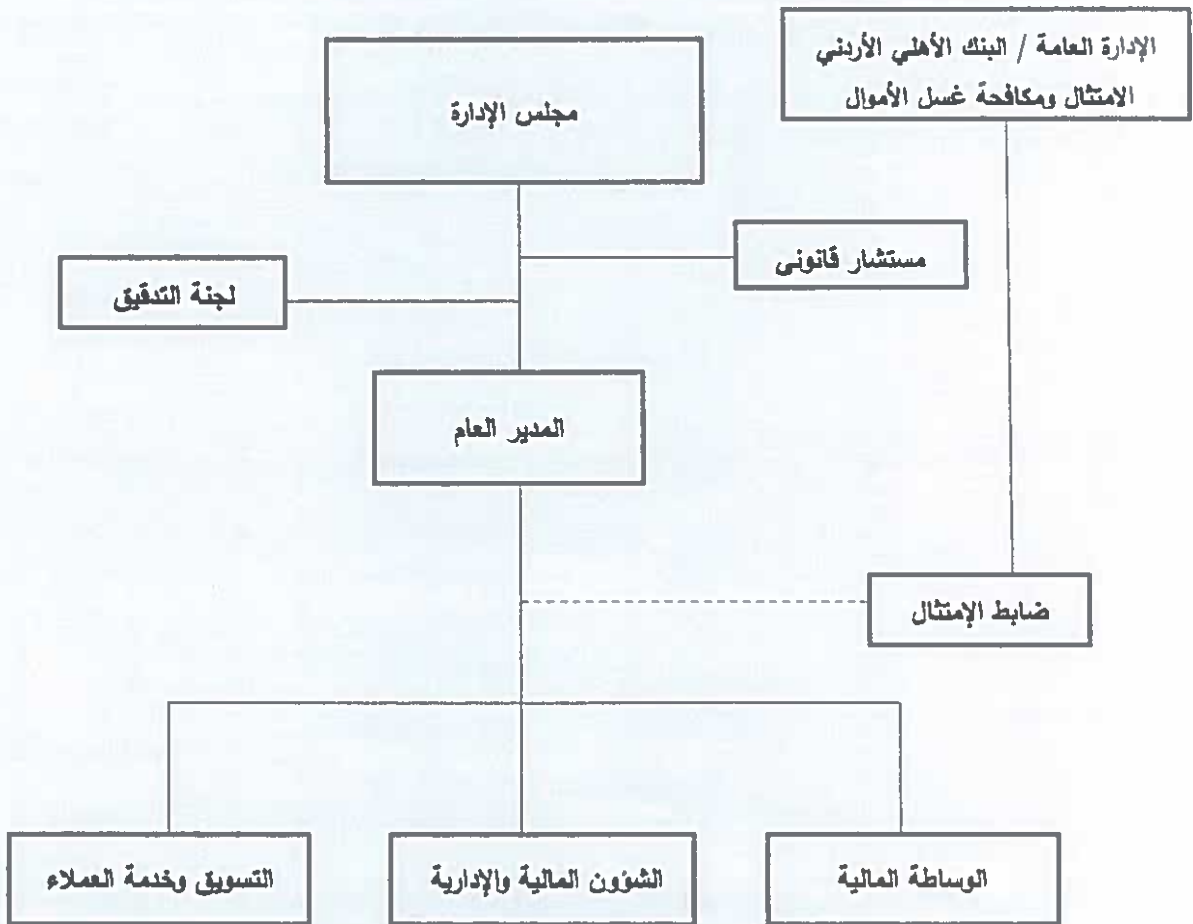 الإدارة العامة / البنك الأهلي الأردني
الامتثال ومكافحة غسل الأموال
مجلس الإدارة
مستشار قانوني
لجنة التدقيق
المدير العام
ضابط الإمتثال
الوساطة المالية
الشؤون المالية والإدارية
التسويق وخدمة العملاء